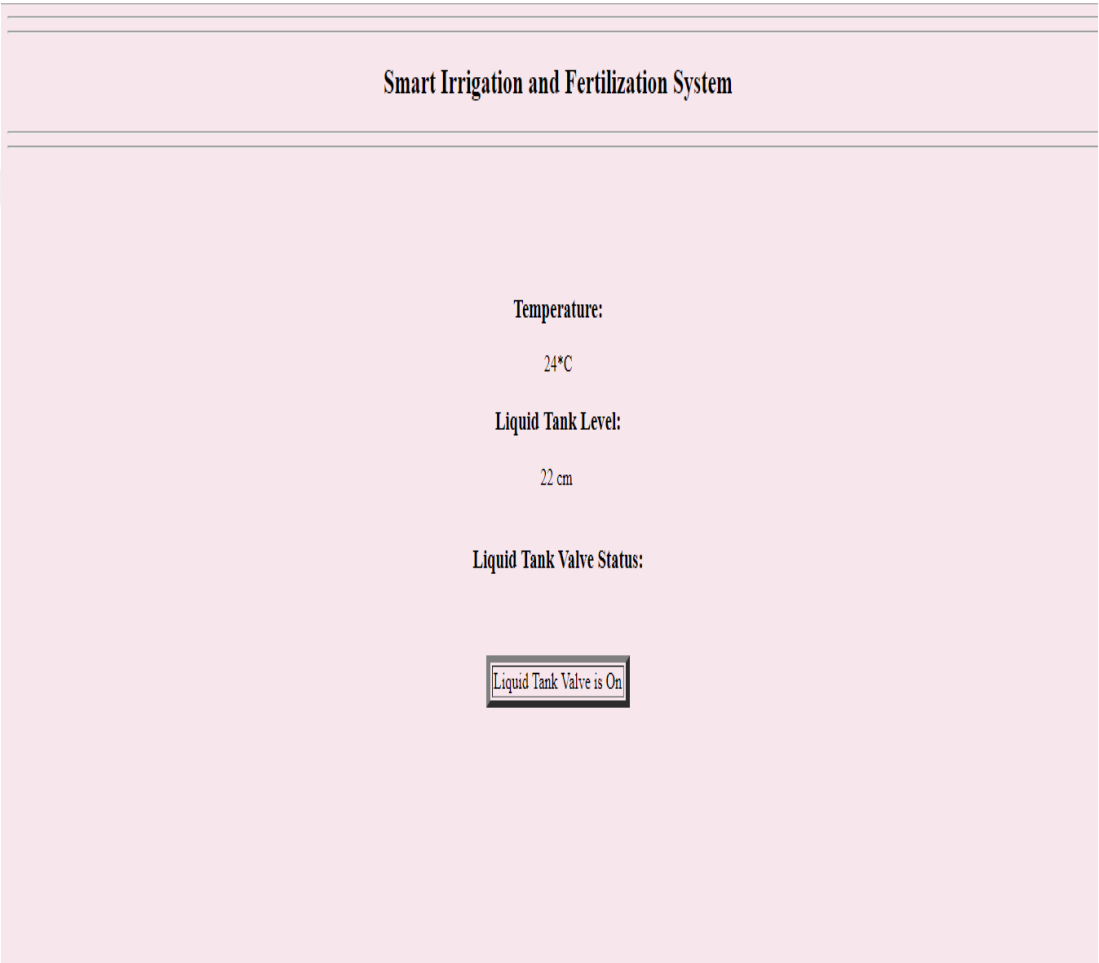 Smart Irrigation and Fertilization System
Temperature:
24*C
Liquid Tank Level:
22 cm
Liquid Tank Valve Status:
Liquid Tank Valve is On